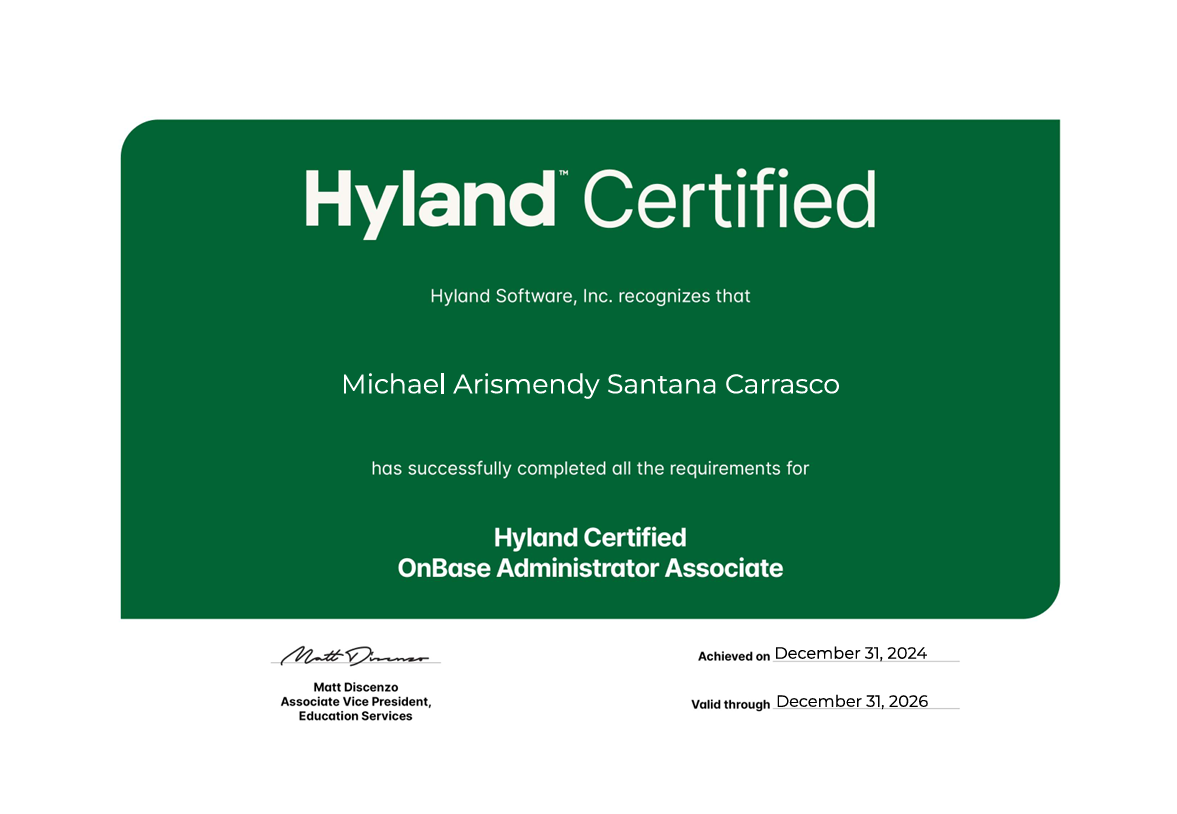 Hyland™ Certified
Hyland Software, Inc. recognizes that
Michael Arismendy Santana Carrasco
has successfully completed all the requirements for
Hyland Certified
OnBase Administrator Associate
Matt Discenzo
Matt Discenzo
Associate Vice President,
Education Services
Achieved on December 31, 2024
Valid through December 31, 2026